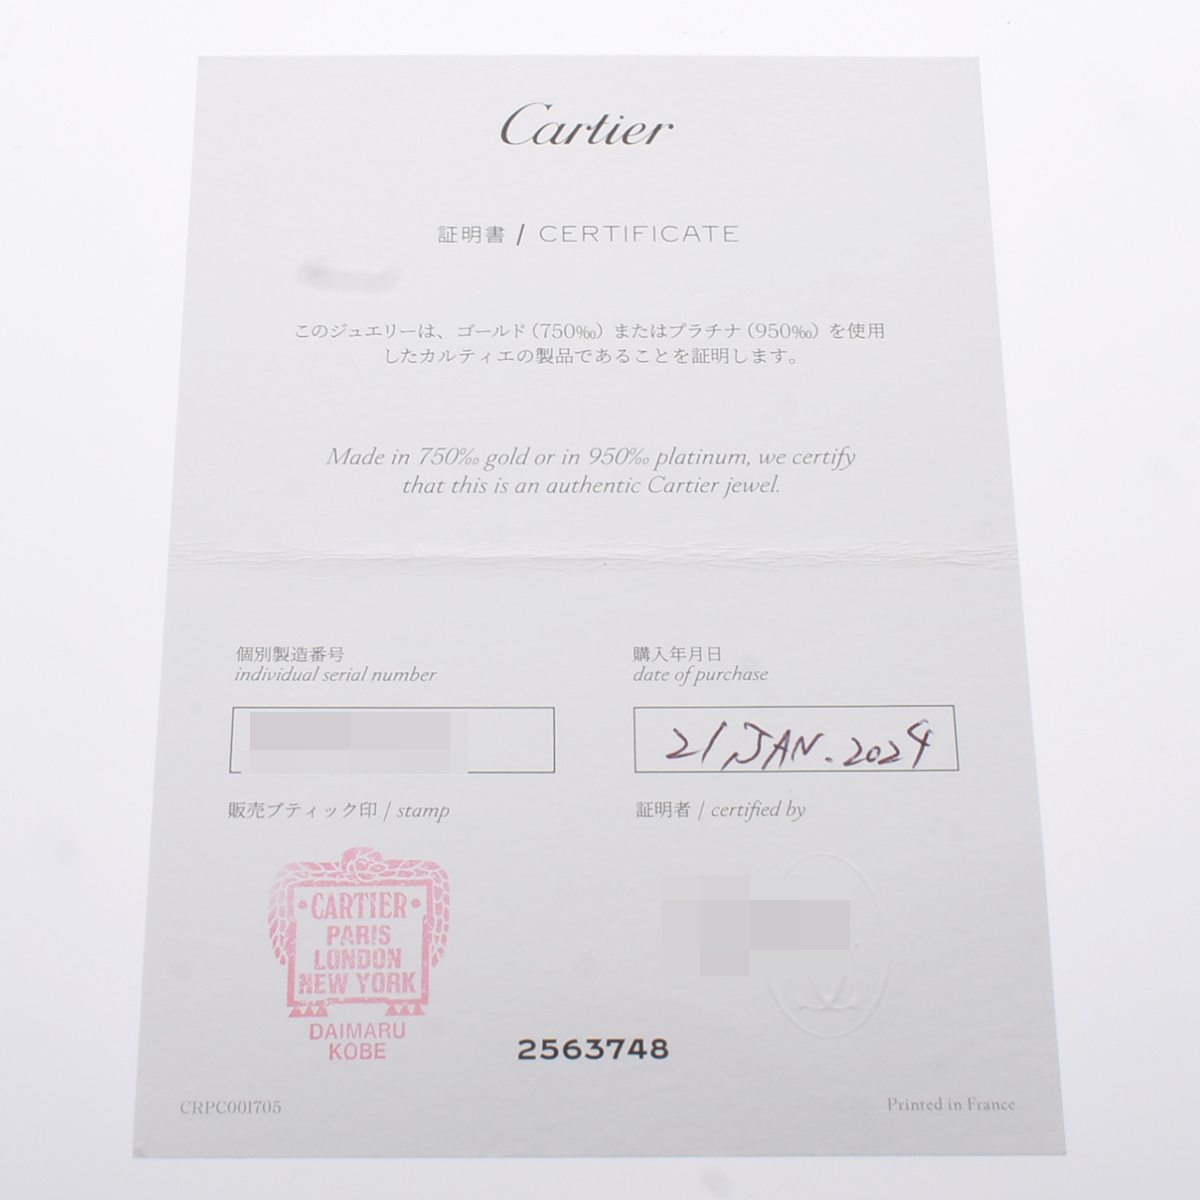 Cartier
証明書 / CERTIFICATE
このジュエリーは、ゴールド（750‰）またはプラチナ（950‰）を使用
したカルティエの製品であることを証明します。
Made in 750‰ gold or in 950‰ platinum, we certify
that this is an authentic Cartier jewel.
個別製造番号
individual serial number
購入年月日
date of purchase
21 JAN. 2024
販売ブティック印 / stamp
証明者 / certified by
・CARTIER・
PARIS
LONDON
NEW YORK
DAIMARU
KOBE
2563748
CRPC001705
Printed in France